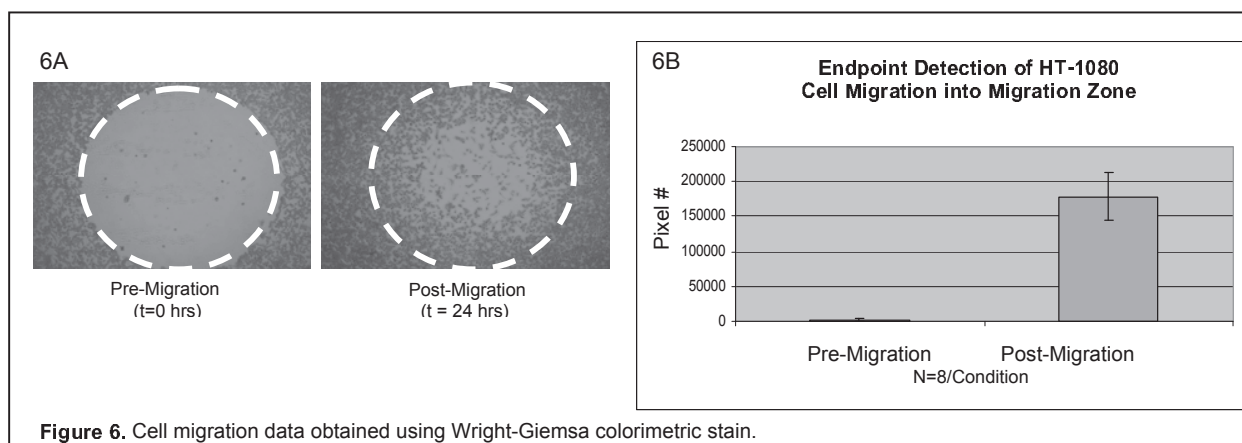 6A
Pre-Migration
(t=0 hrs)
Post-Migration
(t = 24 hrs)
6B
Endpoint Detection of HT-1080
Cell Migration into Migration Zone
Pixel #
250000
200000
150000
100000
50000
0
Pre-Migration
Post-Migration
N=8/Condition
Figure 6. Cell migration data obtained using Wright-Giemsa colorimetric stain.